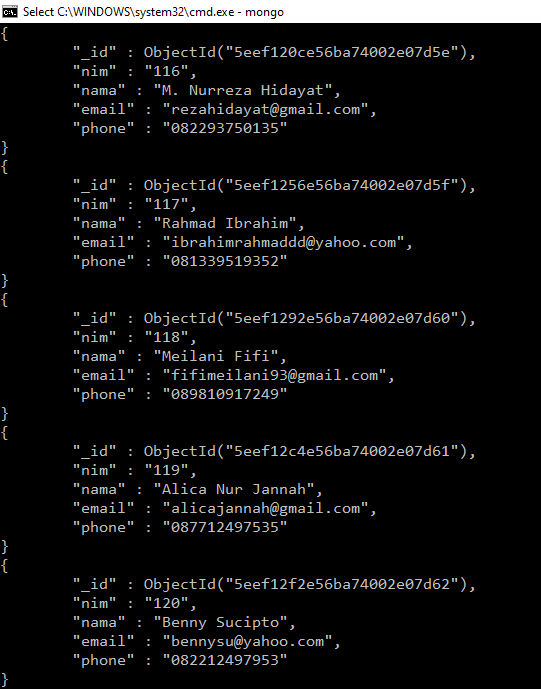 Select C:\WINDOWS\system32\cmd.exe - mongo
{
"_id" : ObjectId("5eef120ce56ba74002e07d5e"),
"nim" : "116",
"nama" : "M. Nurreza Hidayat",
"email" : "rezahidayat@gmail.com",
"phone" : "082293750135"
}
{
"_id" : ObjectId("5eef1256e56ba74002e07d5f"),
"nim" : "117",
"nama" : "Rahmad Ibrahim",
"email" : "ibrahimrahmaddd@yahoo.com",
"phone" : "081339519352"
}
{
"_id" : ObjectId("5eef1292e56ba74002e07d60"),
"nim" : "118",
"nama" : "Meilani Fifi",
"email" : "fifimeilani93@gmail.com",
"phone" : "089810917249"
}
{
"_id" : ObjectId("5eef12c4e56ba74002e07d61"),
"nim" : "119",
"nama" : "Alica Nur Jannah",
"email" : "alicajannah@gmail.com",
"phone" : "087712497535"
}
{
"_id" : ObjectId("5eef12f2e56ba74002e07d62"),
"nim" : "120",
"nama" : "Benny Sucipto",
"email" : "bennysu@yahoo.com",
"phone" : "082212497953"
}